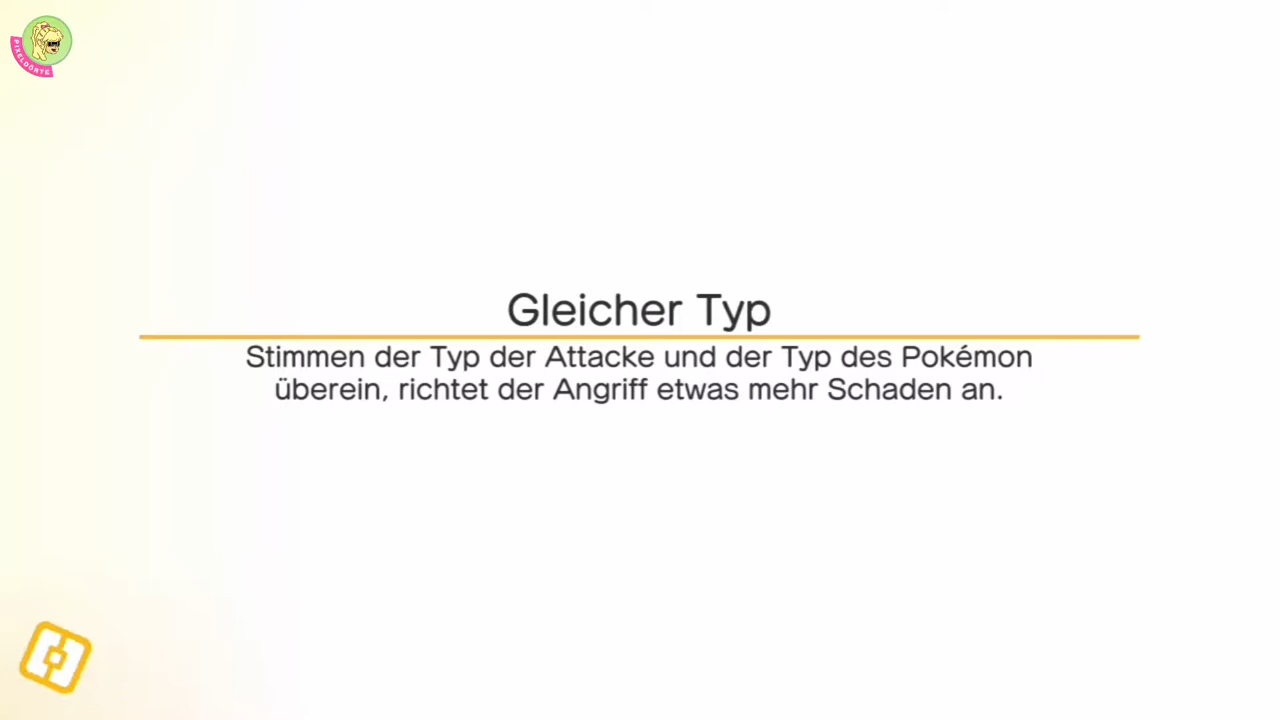 PIXELDÖRTE
Gleicher Typ
Stimmen der Typ der Attacke und der Typ des Pokémon
überein, richtet der Angriff etwas mehr Schaden an.